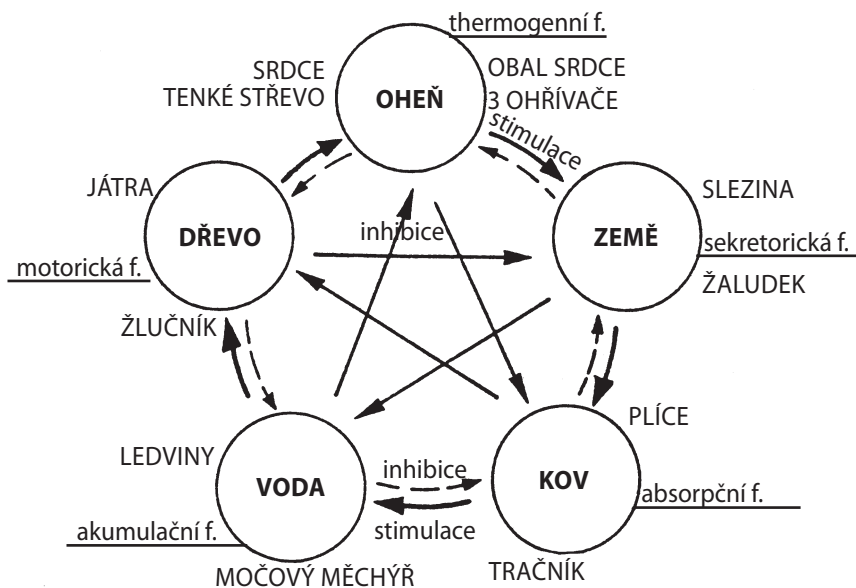 thermogenní f.
SRDCE
TENKÉ STŘEVO
OHEŇ
OBAL SRDCE
3 OHŘÍVAČE
stimulace
JÁTRA
DŘEVO
motorická f.
ŽLUČNÍK
inhibice
SLEZINA
ZEMĚ
sekretorická f.
ŽALUDEK
LEDVINY
VODA
akumulační f.
MOČOVÝ MĚCHÝŘ
inhibice
stimulace
PLÍCE
KOV
absorpční f.
TRAČNÍK